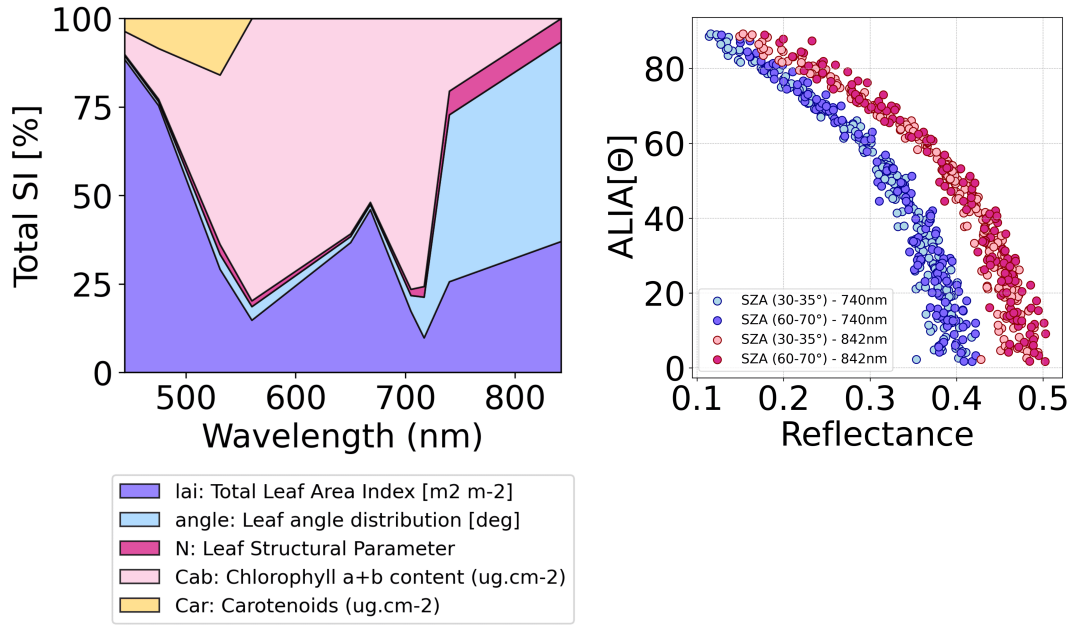 100
75
50
25
0
Total SI [%]
500 600 700 800
Wavelength (nm)
lai: Total Leaf Area Index [m2 m-2]
angle: Leaf angle distribution [deg]
N: Leaf Structural Parameter
Cab: Chlorophyll a+b content (ug.cm-2)
Car: Carotenoids (ug.cm-2)
80
60
40
20
0
ALIA[Θ]
SZA (30-35°) - 740nm
SZA (60-70°) - 740nm
SZA (30-35°) - 842nm
SZA (60-70°) - 842nm
0.1 0.2 0.3 0.4 0.5
Reflectance